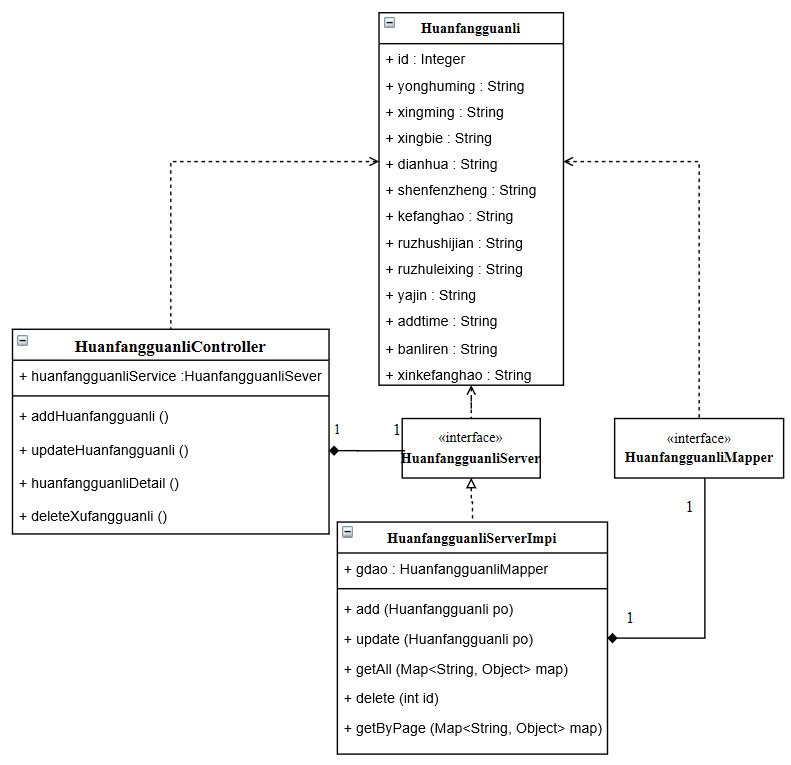 Huanfangguanli
+ id : Integer
+ yonghuming : String
+ xingming : String
+ xingbie : String
+ dianhua : String
+ shenfenzheng : String
+ kefanghao : String
+ ruzhushijian : String
+ ruzhuleixing : String
+ yajin : String
+ addtime : String
+ banliren : String
+ xinkefanghao : String
HuanfangguanliController
+ huanfangguanliService :HuanfangguanliSever
+ addHuanfangguanli ()
+ updateHuanfangguanli ()
+ huanfangguanliDetail ()
+ deleteXufangguanli ()
1
1
«interface»
HuanfangguanliServer
«interface»
HuanfangguanliMapper
1
1
HuanfangguanliServerImpi
+ gdao : HuanfangguanliMapper
+ add (Huanfangguanli po)
+ update (Huanfangguanli po)
+ getAll (Map<String, Object> map)
+ delete (int id)
+ getByPage (Map<String, Object> map)